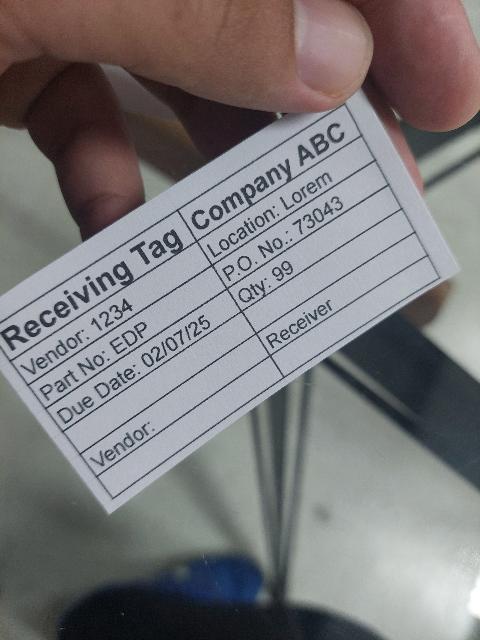 Receiving Tag Company ABC
Vendor: 1234 Location: Lorem
Part No: EDP P.O. No.: 73043
Due Date: 02/07/25 Qty: 99
Vendor: Receiver